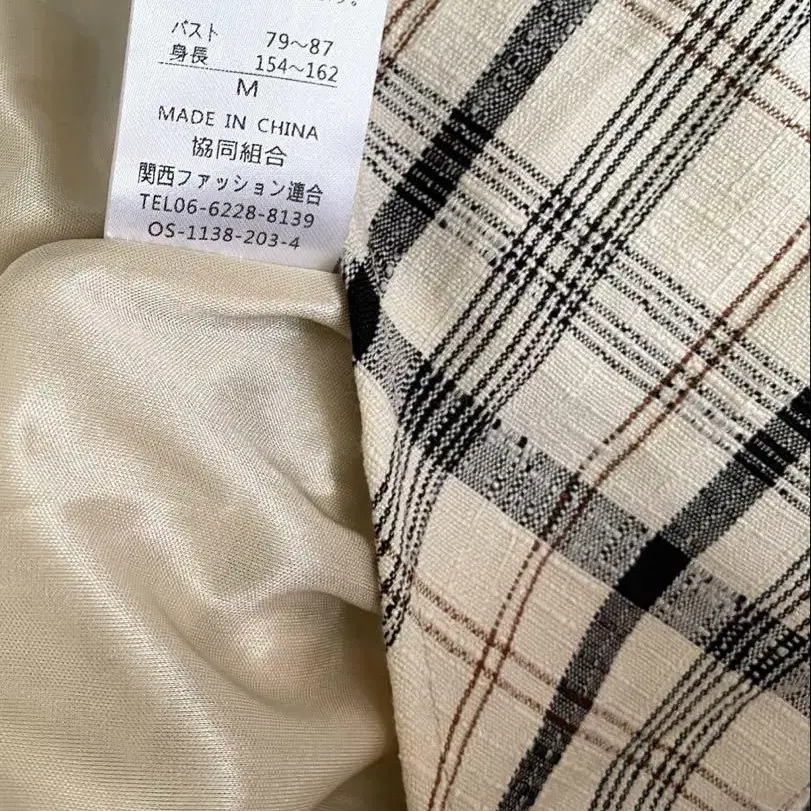 バスト 79~87
身長 154~162
M
MADE IN CHINA
協同組合
関西ファッション連合
TEL06-6228-8139
OS-1138-203-4